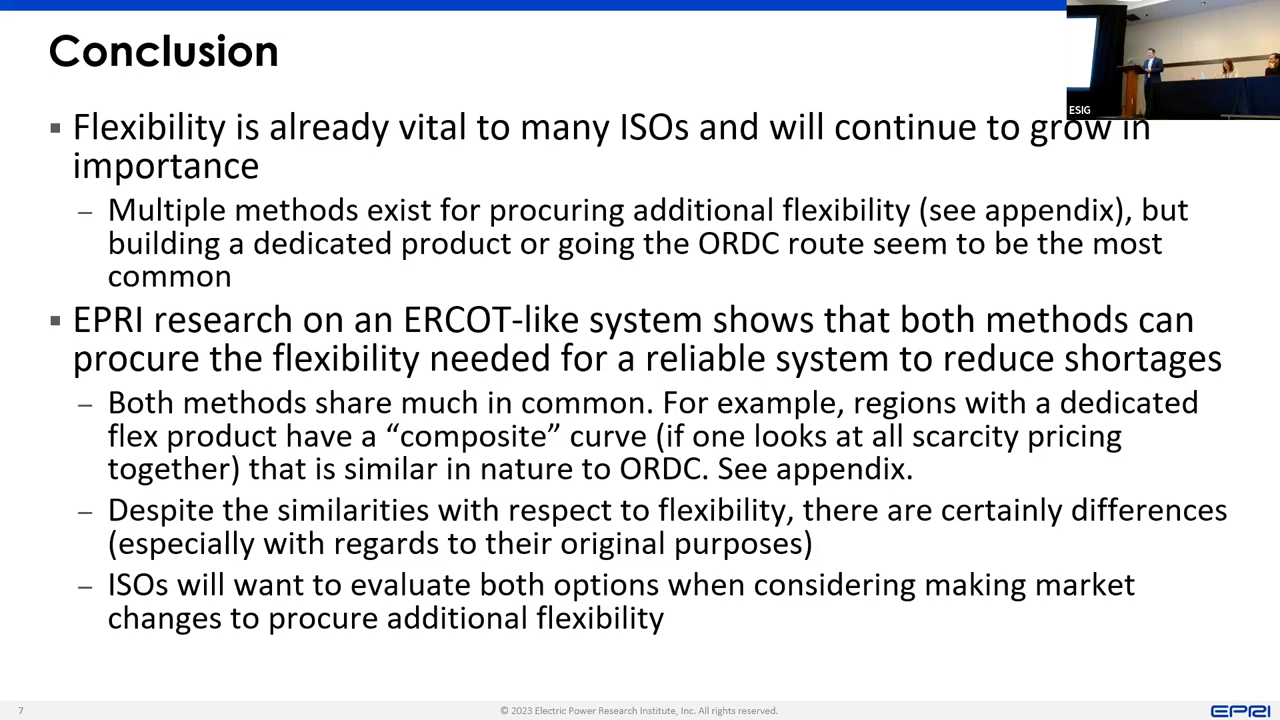 Conclusion
ESIG
▪ Flexibility is already vital to many ISOs and will continue to grow in
importance
– Multiple methods exist for procuring additional flexibility (see appendix), but
building a dedicated product or going the ORDC route seem to be the most
common
▪ EPRI research on an ERCOT-like system shows that both methods can
procure the flexibility needed for a reliable system to reduce shortages
– Both methods share much in common. For example, regions with a dedicated
flex product have a “composite” curve (if one looks at all scarcity pricing
together) that is similar in nature to ORDC. See appendix.
– Despite the similarities with respect to flexibility, there are certainly differences
(especially with regards to their original purposes)
– ISOs will want to evaluate both options when considering making market
changes to procure additional flexibility
7
© 2023 Electric Power Research Institute, Inc. All rights reserved.
EPRI